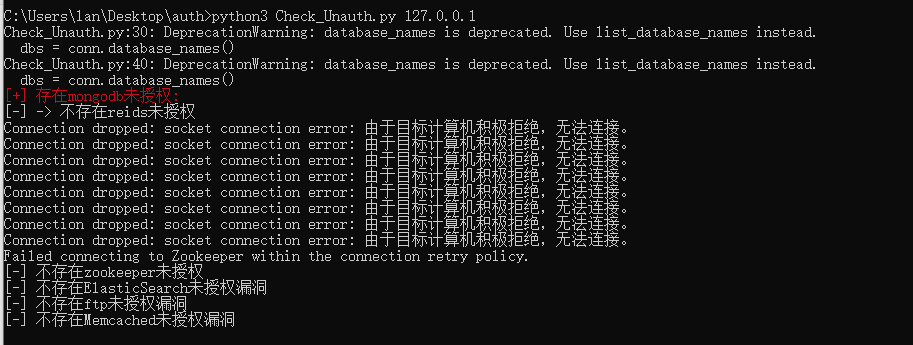 C:\Users\lan\Desktop\auth>python3 Check_Unauth.py 127.0.0.1
Check_Unauth.py:30: DeprecationWarning: database_names is deprecated. Use list_database_names instead.
  dbs = conn.database_names()
Check_Unauth.py:40: DeprecationWarning: database_names is deprecated. Use list_database_names instead.
  dbs = conn.database_names()
[+] 存在mongodb未授权:
[-] -> 不存在reids未授权
Connection dropped: socket connection error: 由于目标计算机积极拒绝，无法连接。
Connection dropped: socket connection error: 由于目标计算机积极拒绝，无法连接。
Connection dropped: socket connection error: 由于目标计算机积极拒绝，无法连接。
Connection dropped: socket connection error: 由于目标计算机积极拒绝，无法连接。
Connection dropped: socket connection error: 由于目标计算机积极拒绝，无法连接。
Connection dropped: socket connection error: 由于目标计算机积极拒绝，无法连接。
Connection dropped: socket connection error: 由于目标计算机积极拒绝，无法连接。
Connection dropped: socket connection error: 由于目标计算机积极拒绝，无法连接。
Failed connecting to Zookeeper within the connection retry policy.
[-] 不存在zookeeper未授权
[-] 不存在ElasticSearch未授权漏洞
[-] 不存在ftp未授权漏洞
[-] 不存在Memcached未授权漏洞